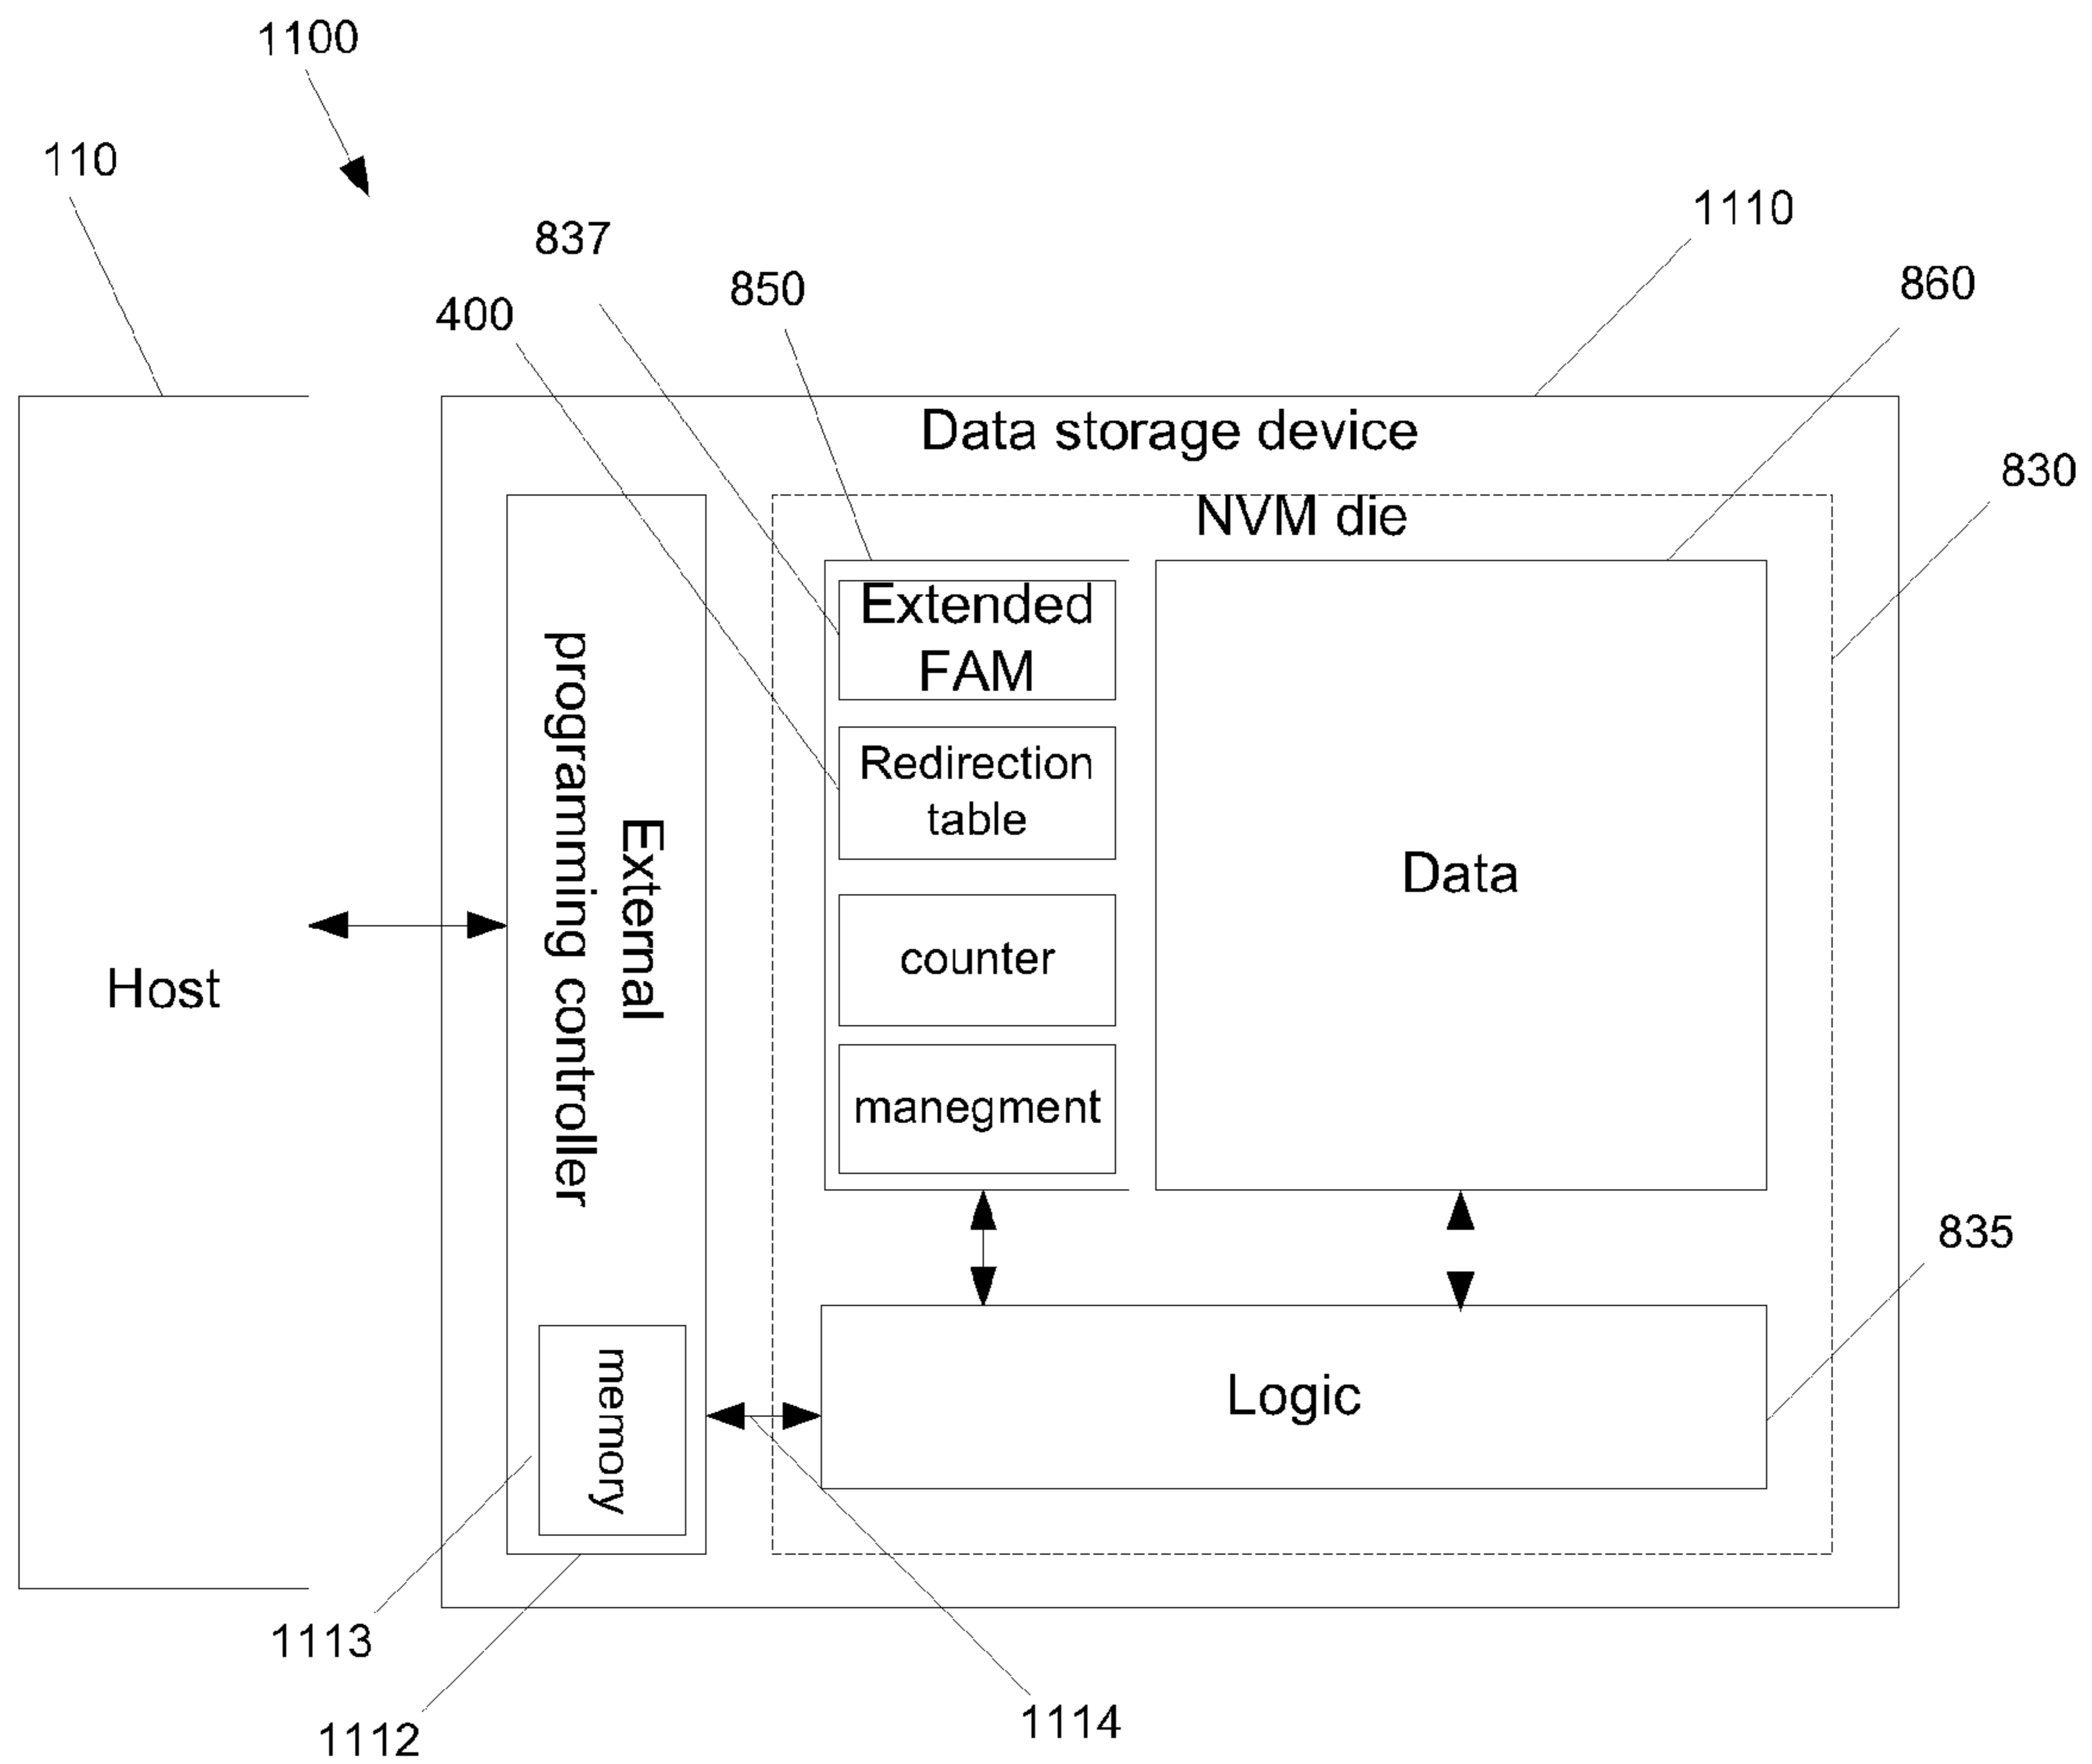 1100
110
1110
837
860
850
400
Data storage device
830
NVM die
Extended
FAM
External
programming controller
Redirection
table
Data
counter
Host
manegment
835
memory
Logic
1113
1114
1112